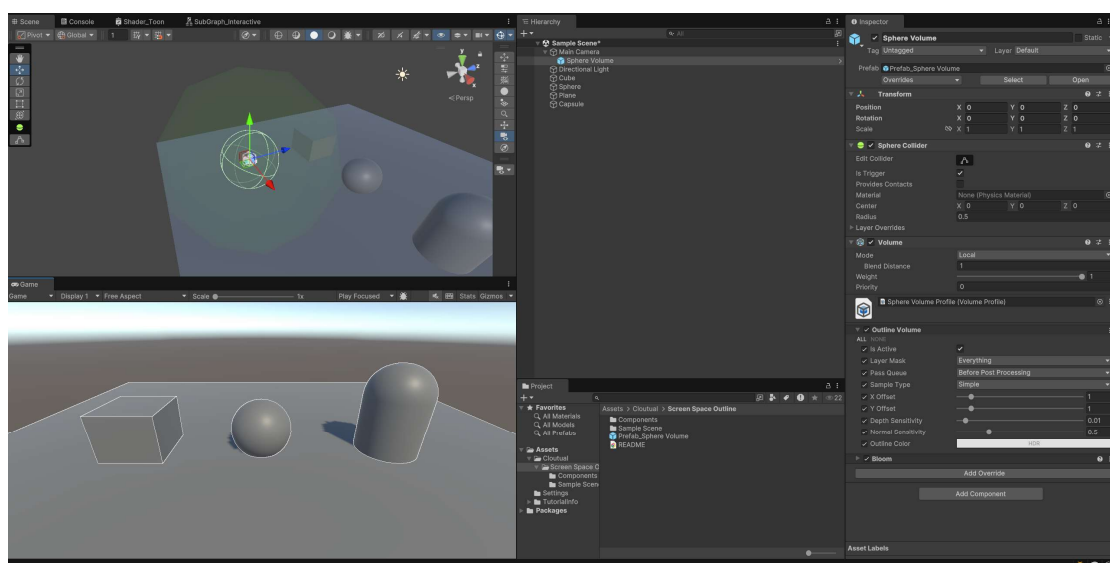 Scene Console Shader_Toon SubGraph_Interactive
Pivot Global 1
y
z
x
Persp
Game
Game Display 1 Free Aspect Scale 1x Play Focused Stats Gizmos
Hierarchy
All
Sample Scene*
Main Camera
Sphere Volume
Directional Light
Cube
Sphere
Plane
Capsule
Project
22
Favorites
All Materials
All Models
All Prefabs
Assets
Cloutual
Screen Space O
Components
Sample Scen
Settings
TutorialInfo
Packages
Assets > Cloutual > Screen Space Outline
Components
Sample Scene
Prefab_Sphere Volume
README
Inspector
Sphere Volume Static
Tag Untagged Layer Default
Prefab Prefab_Sphere Volume
Overrides Select Open
Transform
Position X 0 Y 0 Z 0
Rotation X 0 Y 0 Z 0
Scale X 1 Y 1 Z 1
Sphere Collider
Edit Collider
Is Trigger
Provides Contacts
Material None (Physics Material)
Center X 0 Y 0 Z 0
Radius 0.5
Layer Overrides
Volume
Mode Local
Blend Distance 1
Weight 1
Priority 0
Sphere Volume Profile (Volume Profile)
Outline Volume
ALL NONE
Is Active
Layer Mask Everything
Pass Queue Before Post Processing
Sample Type Simple
X Offset 1
Y Offset 1
Depth Sensitivity 0.01
Normal Sensitivity 0.5
Outline Color HDR
Bloom
Add Override
Add Component
Asset Labels